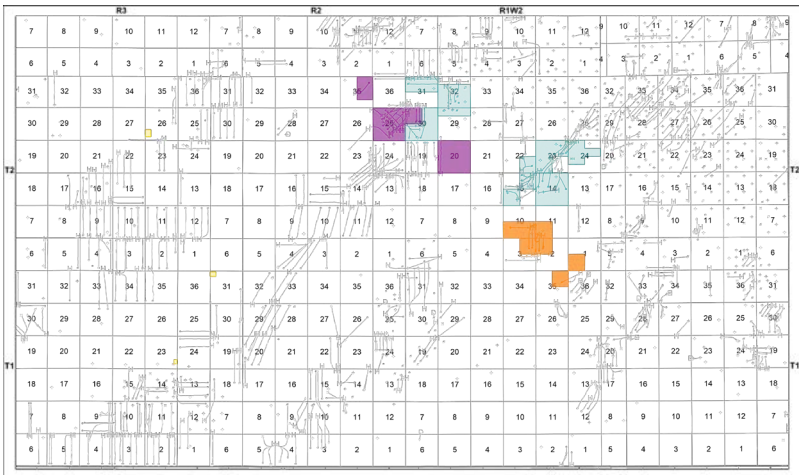 R3 R2 R1W2
7 8 9 10 11 12 7 8 9 10 11 12 7 8 9 10 11 12 9 10 11 12 7 8 9
6 5 4 3 2 1 6 5 4 3 2 1 6 5 4 3 2 1 4 3 2 1 6 5 4
31 32 33 34 35 36 31 32 33 34 35 36 31 32 33 34 35 36 31 32 33 34 35 36 31
30 29 28 27 26 25 30 29 28 27 26 25 30 29 28 27 26 25 30 29 28 27 26 25 30
19 20 21 22 23 24 19 20 21 22 23 24 19 20 21 22 23 24 20 21 22 23 24 19
T2 T2
18 17 16 15 14 13 18 17 16 15 14 13 18 17 16 15 14 13 17 16 15 14 13 18
7 8 9 10 11 12 7 8 9 10 11 12 7 8 9 10 11 12 8 9 10 11 12 7
6 5 4 3 2 1 6 5 4 3 2 1 6 5 4 3 2 1 5 4 3 2 1 6
31 32 33 34 35 36 31 32 33 34 35 36 31 32 33 34 35 36 32 33 34 35 36 31
30 29 28 27 26 25 30 29 28 27 26 25 30 29 28 27 26 25 29 28 27 26 25 30
19 20 21 22 23 24 19 20 21 22 23 24 19 20 21 22 23 24 20 21 22 23 24 19
T1 T1
18 17 16 15 14 13 18 17 16 15 14 13 18 17 16 15 14 13 17 16 15 14 13 18
7 8 9 10 11 12 7 8 9 10 11 12 7 8 9 10 11 12 8 9 10 11 12 7
6 5 4 3 2 1 6 5 4 3 2 1 6 5 4 3 2 1 5 4 3 2 1 6